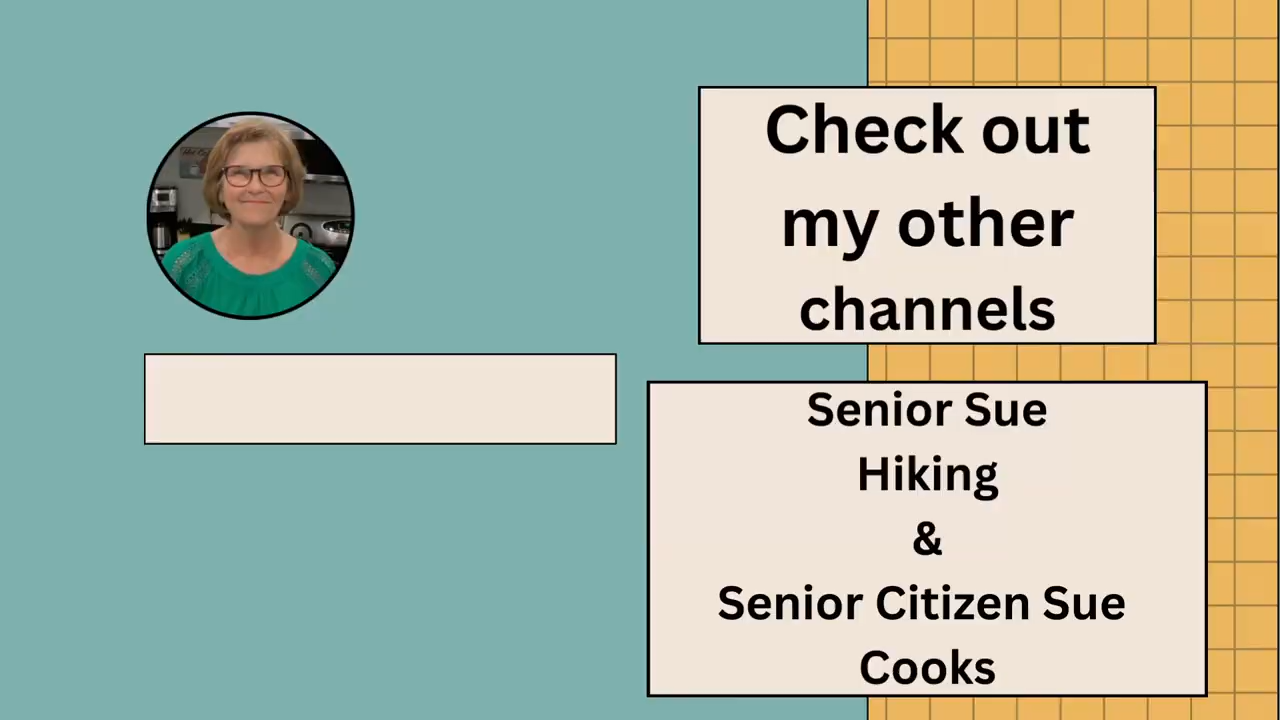 Check out
my other
channels
Senior Sue
Hiking
&
Senior Citizen Sue
Cooks